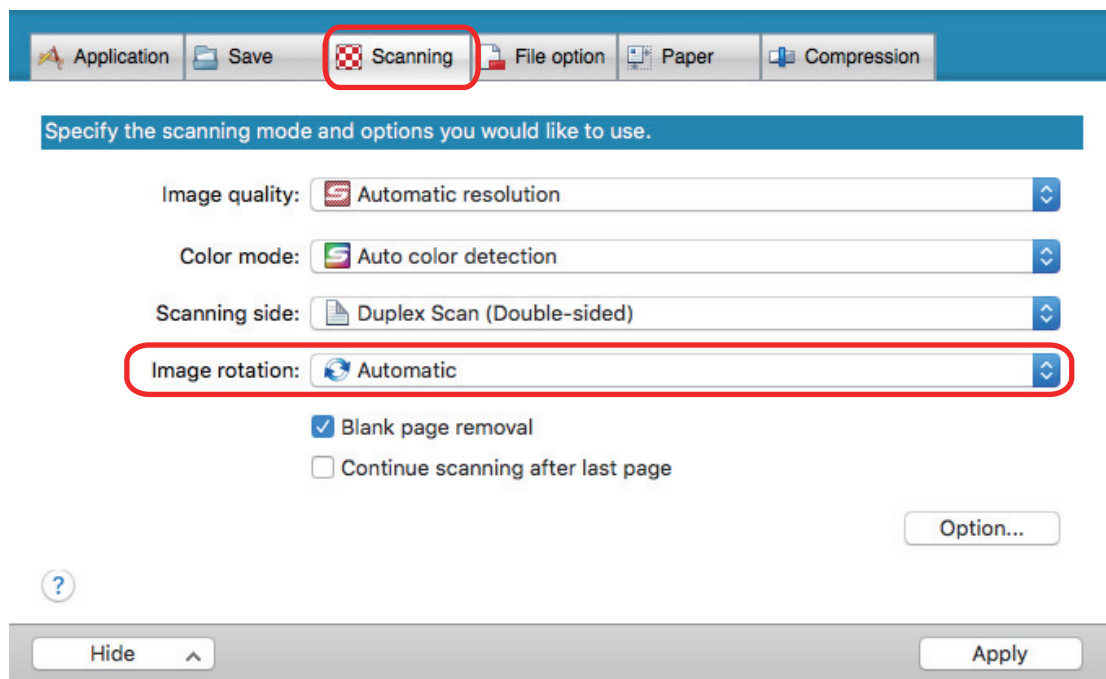 Application Save Scanning File option Paper Compression
Specify the scanning mode and options you would like to use.
Image quality: Automatic resolution
Color mode: Auto color detection
Scanning side: Duplex Scan (Double-sided)
Image rotation: Automatic
Blank page removal
Continue scanning after last page
Option...
?
Hide Apply